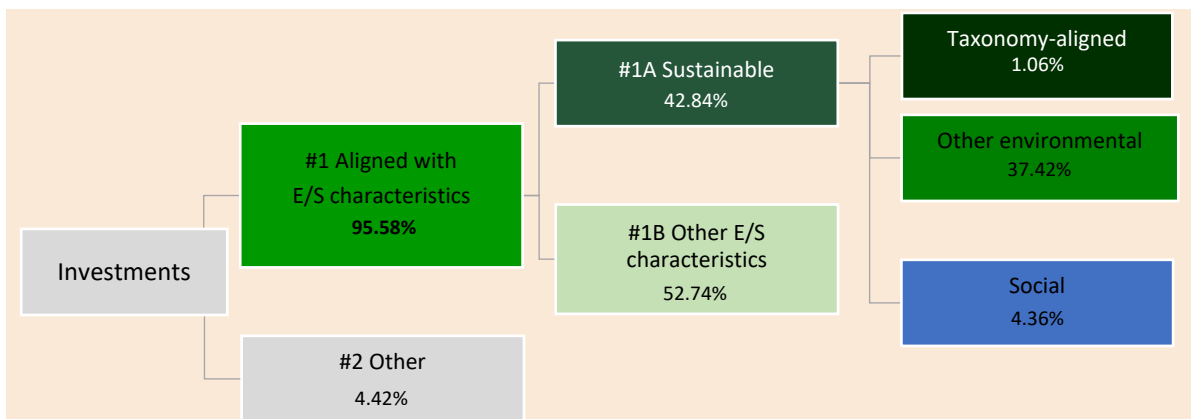 Investments
#1 Aligned with
E/S characteristics
95.58%
#2 Other
4.42%
#1A Sustainable
42.84%
#1B Other E/S
characteristics
52.74%
Taxonomy-aligned
1.06%
Other environmental
37.42%
Social
4.36%